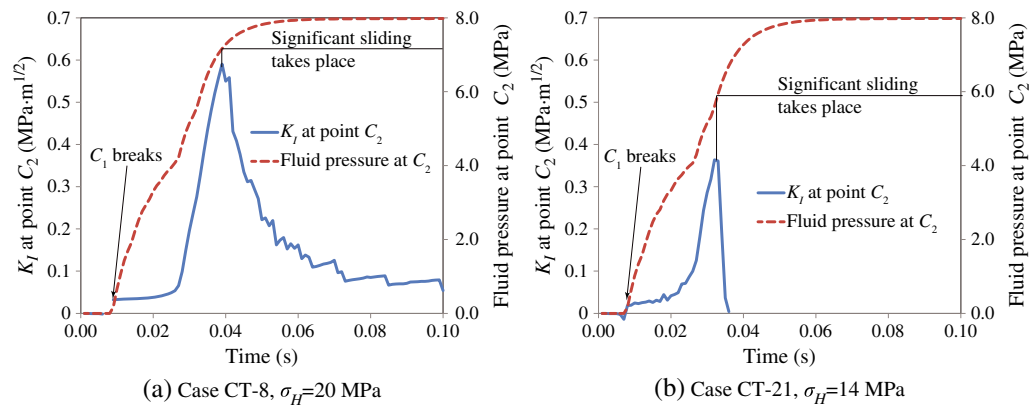 0.7
0.6
0.5
0.4
0.3
0.2
0.1
0
K_I at point C_2 (MPa·m^{1/2})
8.0
6.0
4.0
2.0
0.0
Fluid pressure at point C_2 (MPa)
Significant sliding
takes place
K_I at point C_2
Fluid pressure at C_2
C_1 breaks
0.00 0.02 0.04 0.06 0.08 0.10
Time (s)
(a) Case CT-8, σ_H=20 MPa
0.7
0.6
0.5
0.4
0.3
0.2
0.1
0
K_I at point C_2 (MPa·m^{1/2})
8.0
6.0
4.0
2.0
0.0
Fluid pressure at point C_2 (MPa)
Significant sliding
takes place
C_1 breaks
K_I at point C_2
Fluid pressure at C_2
0.00 0.02 0.04 0.06 0.08 0.10
Time (s)
(b) Case CT-21, σ_H=14 MPa